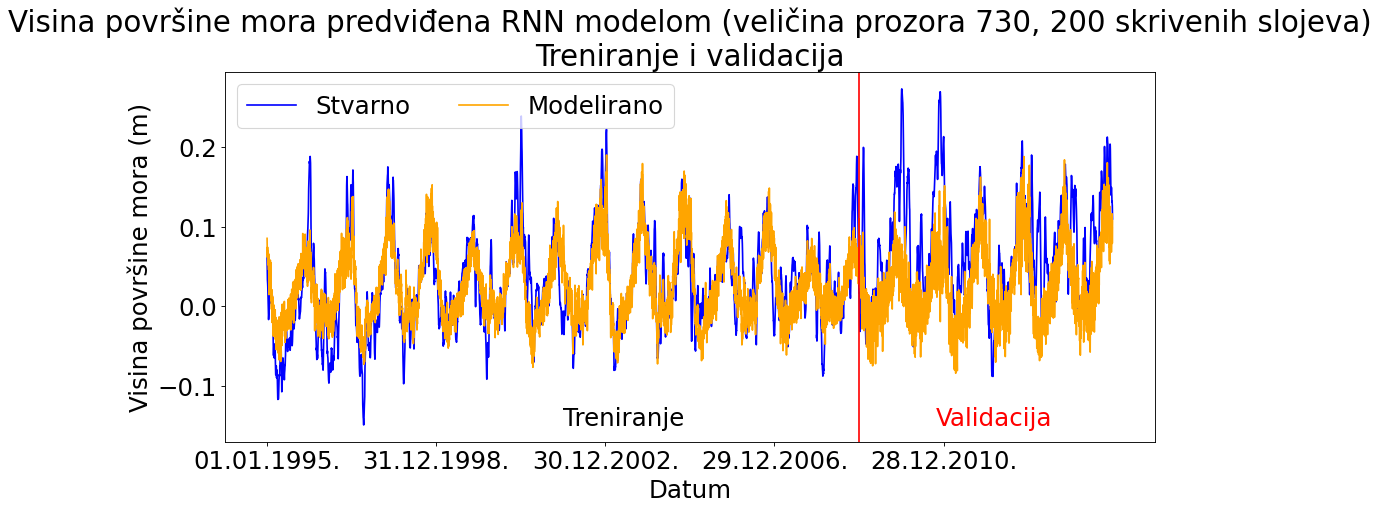 Visina površine mora predviđena RNN modelom (veličina prozora 730, 200 skrivenih slojeva)
Treniranje i validacija
Stvarno Modelirano
Visina površine mora (m)
0.2
0.1
0.0
−0.1
Treniranje Validacija
01.01.1995. 31.12.1998. 30.12.2002. 29.12.2006. 28.12.2010.
Datum